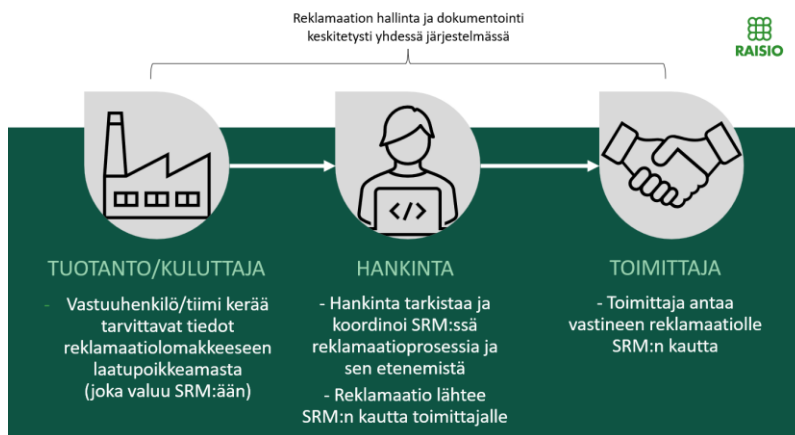 Reklamaation hallinta ja dokumentointi
keskitetysti yhdessä järjestelmässä
RAISIO
</>
TUOTANTO/KULUTTAJA
- Vastuuhenkilö/tiimi kerää
tarvittavat tiedot
reklamaatiolomakkeeseen
laatupoikkeamasta
(joka valuu SRM:ään)
HANKINTA
- Hankinta tarkistaa ja
koordinoi SRM:ssä
reklamaatioprosessia ja
sen etenemistä
- Reklamaatio lähtee
SRM:n kautta toimittajalle
TOIMITTAJA
- Toimittaja antaa
vastineen reklamaatiolle
SRM:n kautta